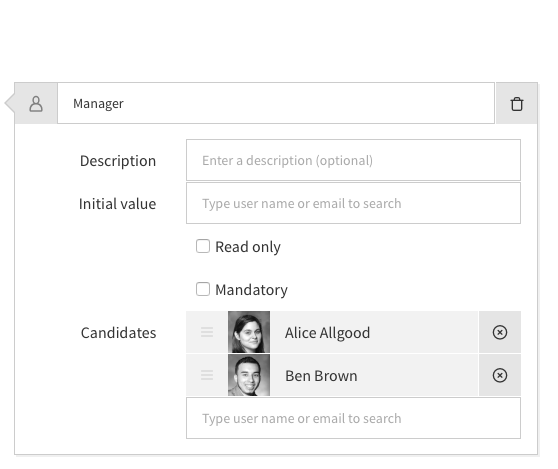 Manager
Description
Enter a description (optional)
Initial value
Type user name or email to search
Read only
Mandatory
Candidates
Alice Allgood
Ben Brown
Type user name or email to search